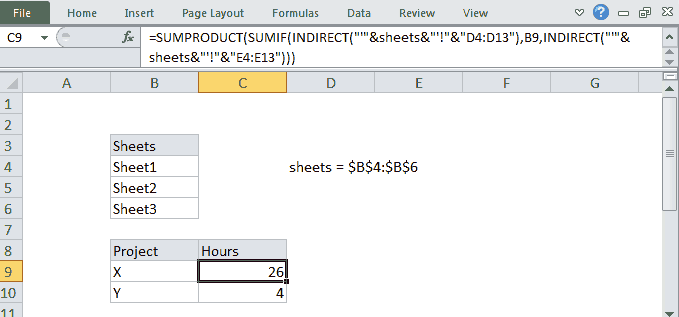 File Home Insert Page Layout Formulas Data Review View
C9 fx =SUMPRODUCT(SUMIF(INDIRECT("'"&sheets&"'!"&"D4:D13"),B9,INDIRECT("'"&
sheets&"'!"&"E4:E13")))
A B C D E F G
1
2
3 Sheets
4 Sheet1 sheets = $B$4:$B$6
5 Sheet2
6 Sheet3
7
8 Project Hours
9 X 26
10 Y 4
11